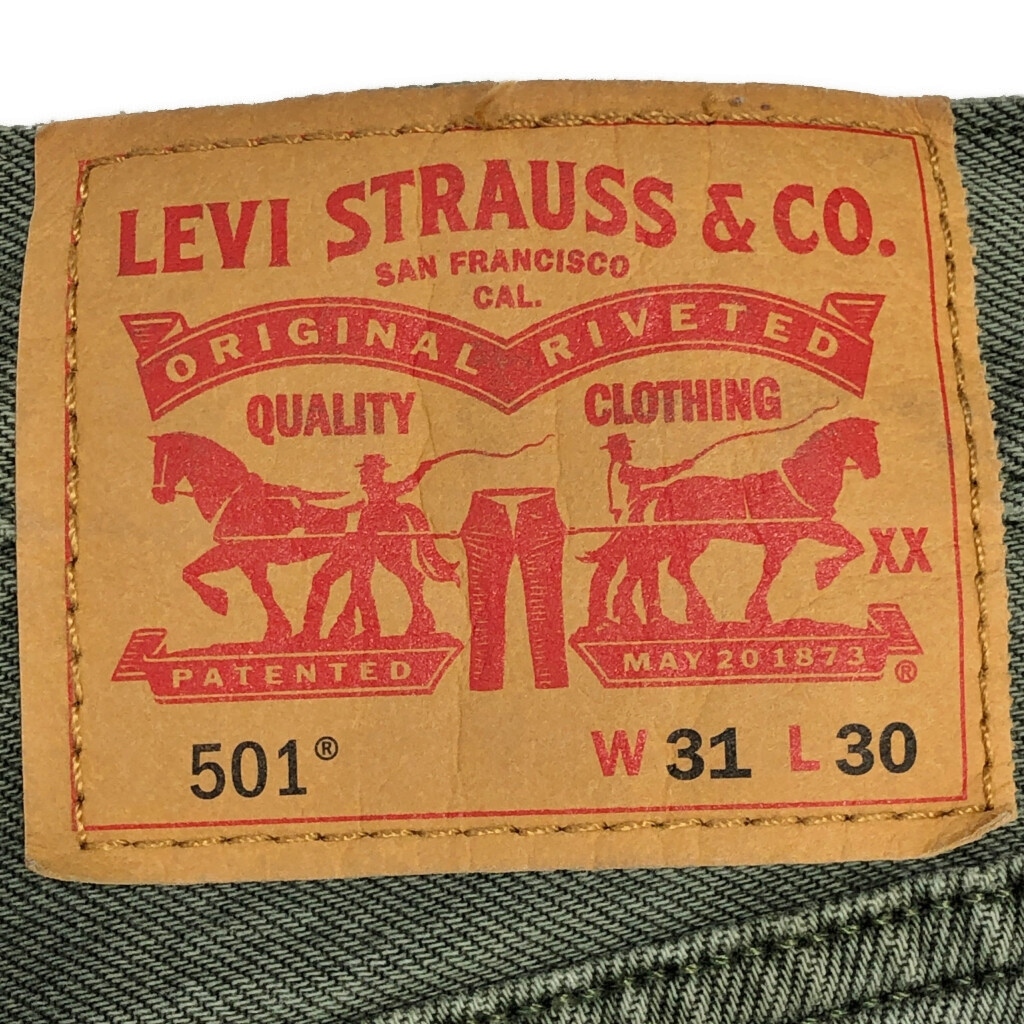 LEVI STRAUSS & CO.
SAN FRANCISCO
CAL.
ORIGINAL RIVETED
QUALITY CLOTHING
XX
PATENTED MAY 20 1873 ®
501® W 31 L 30